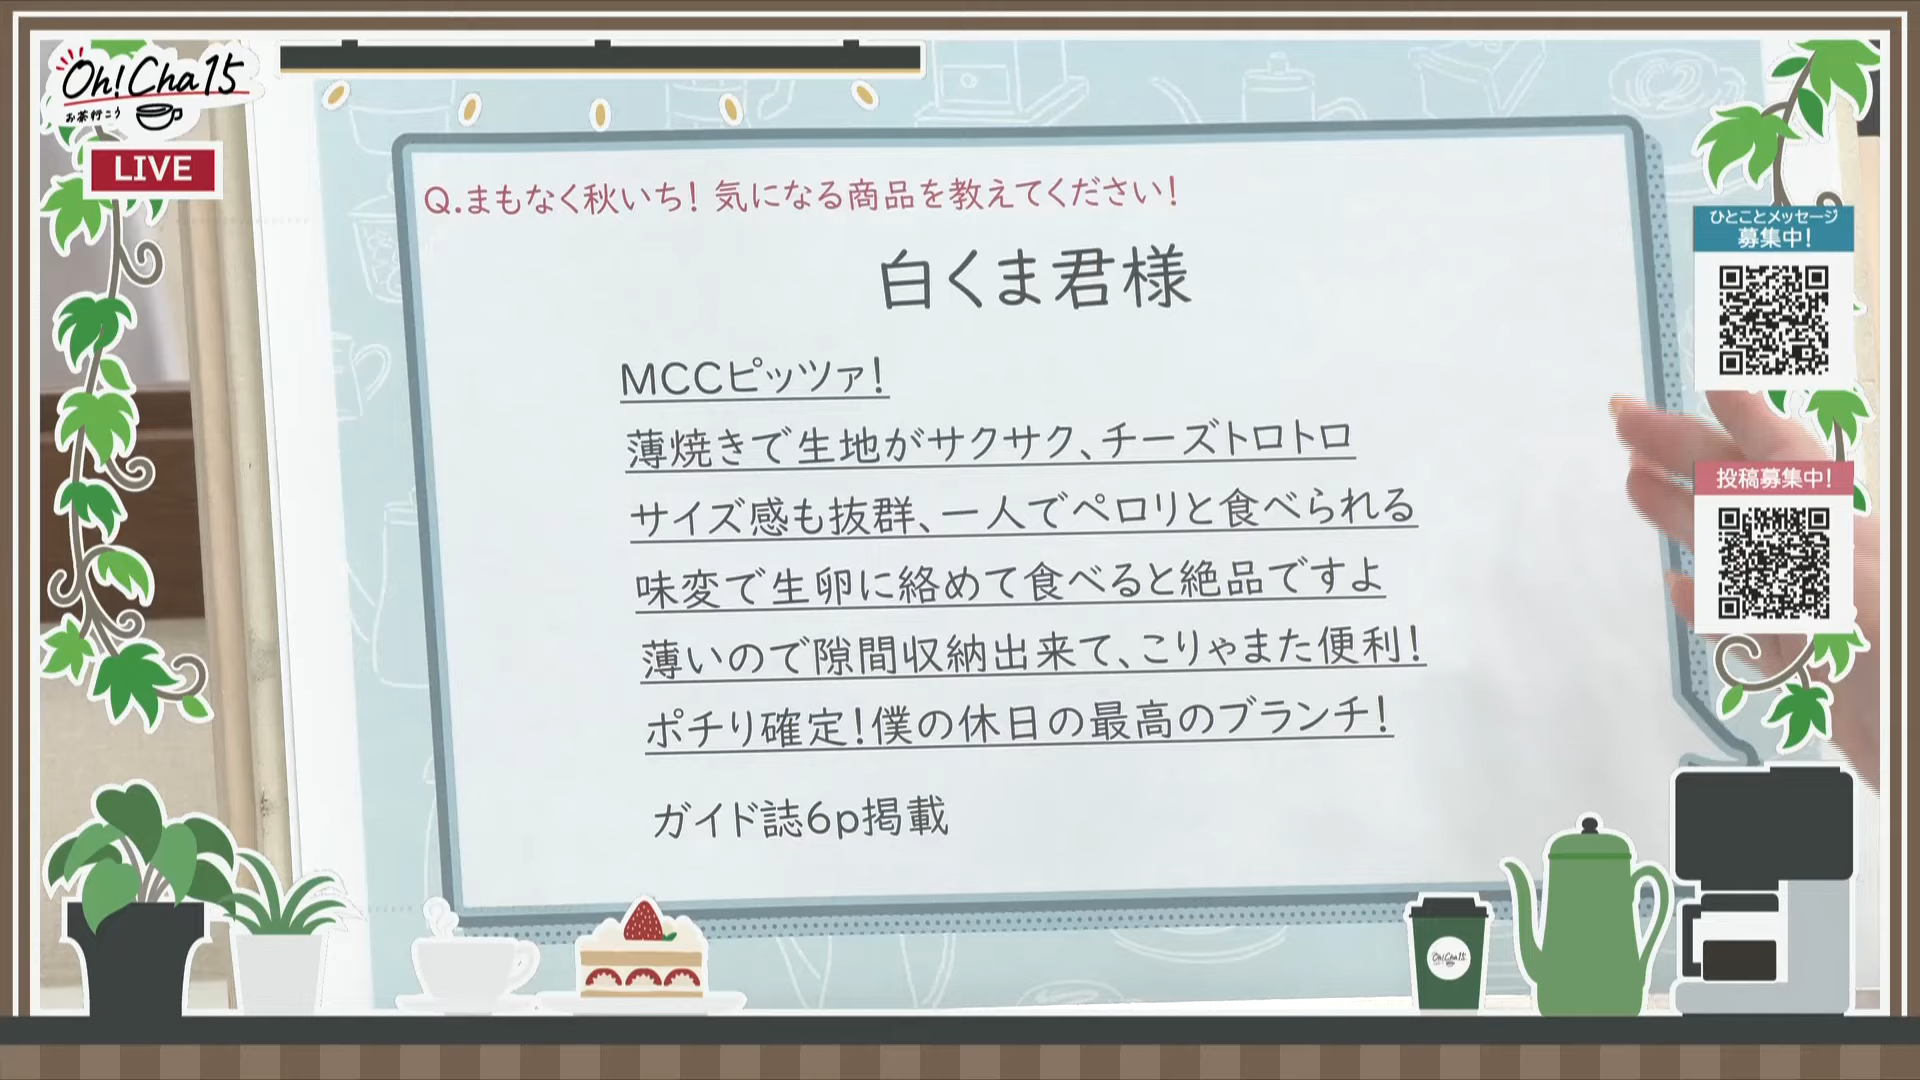 Oh!Cha15
お茶行こう
LIVE
Q.まもなく秋いち! 気になる商品を教えてください!
白くま君様
MCCピッツァ!
薄焼きで生地がサクサク、チーズトロトロ
サイズ感も抜群、一人でペロリと食べられる
味変で生卵に絡めて食べると絶品ですよ
薄いので隙間収納出来て、こりゃまた便利!
ポチり確定!僕の休日の最高のブランチ!
ガイド誌6p掲載
ひとことメッセージ
募集中!
投稿募集中!
Oh!Cha15